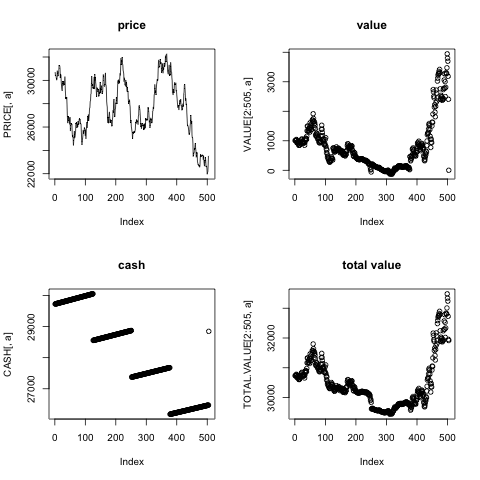 price
PRICE[, a]
22000
26000
30000
0
100
200
300
400
500
Index
value
VALUE[2:505, a]
0
1000
3000
0
100
200
300
400
500
Index
cash
CASH[, a]
27000
29000
0
100
200
300
400
500
Index
total value
TOTAL.VALUE[2:505, a]
30000
32000
0
100
200
300
400
500
Index